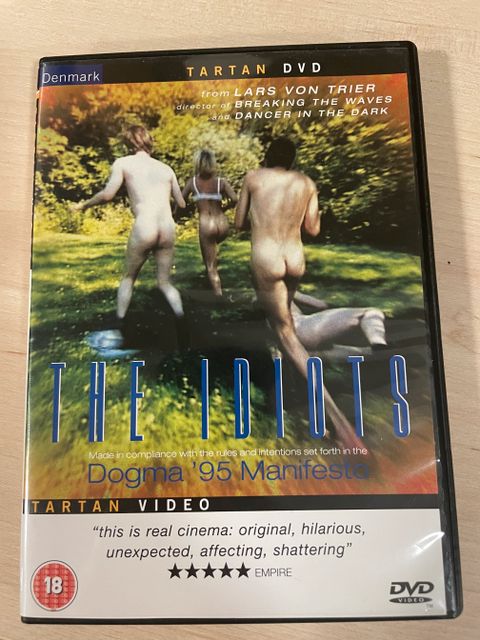 Denmark
TARTAN DVD
from LARS VON TRIER
director of BREAKING THE WAVES
and DANCER IN THE DARK
THE IDIOTS
Made in compliance with the rules and intentions set forth in the
Dogma '95 Manifesto
TARTAN VIDEO
“this is real cinema: original, hilarious,
unexpected, affecting, shattering”
★★★★★ EMPIRE
18
DVD
VIDEO
TM